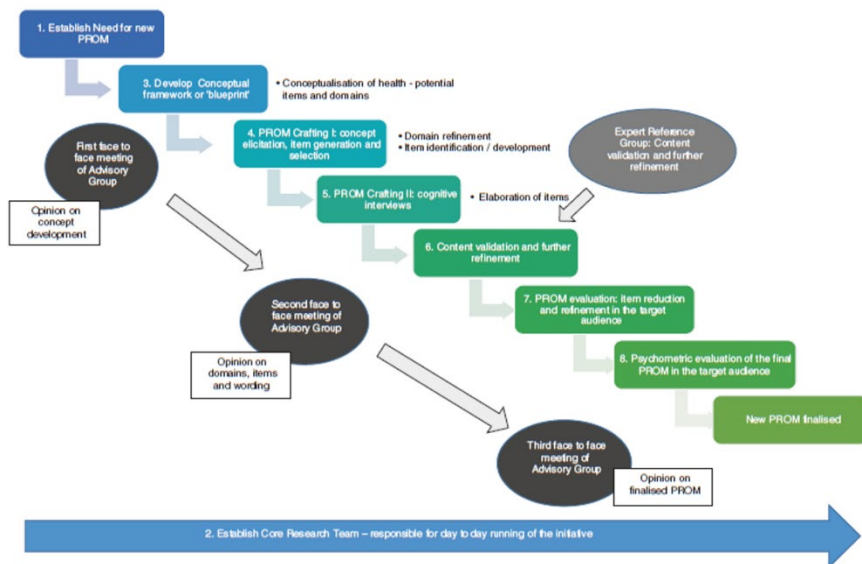 1. Establish Need for new
PROM
3. Develop Conceptual
framework or 'blueprint'
• Conceptualisation of health - potential
items and domains
4. PROM Crafting I: concept
elicitation, item generation and
selection
• Domain refinement
• Item identification / development
Expert Reference
Group: Content
validation and further
refinement
First face to
face meeting
of Advisory
Group
Opinion on
concept
development
5. PROM Crafting II: cognitive
interviews
• Elaboration of items
6. Content validation and further
refinement
Second face to
face meeting of
Advisory Group
Opinion on
domains, items
and wording
7. PROM evaluation: item reduction
and refinement in the target
audience
8. Psychometric evaluation of the final
PROM in the target audience
New PROM finalised
Third face to face
meeting of
Advisory Group
Opinion on
finalised PROM
2. Establish Core Research Team – responsible for day to day running of the initiative